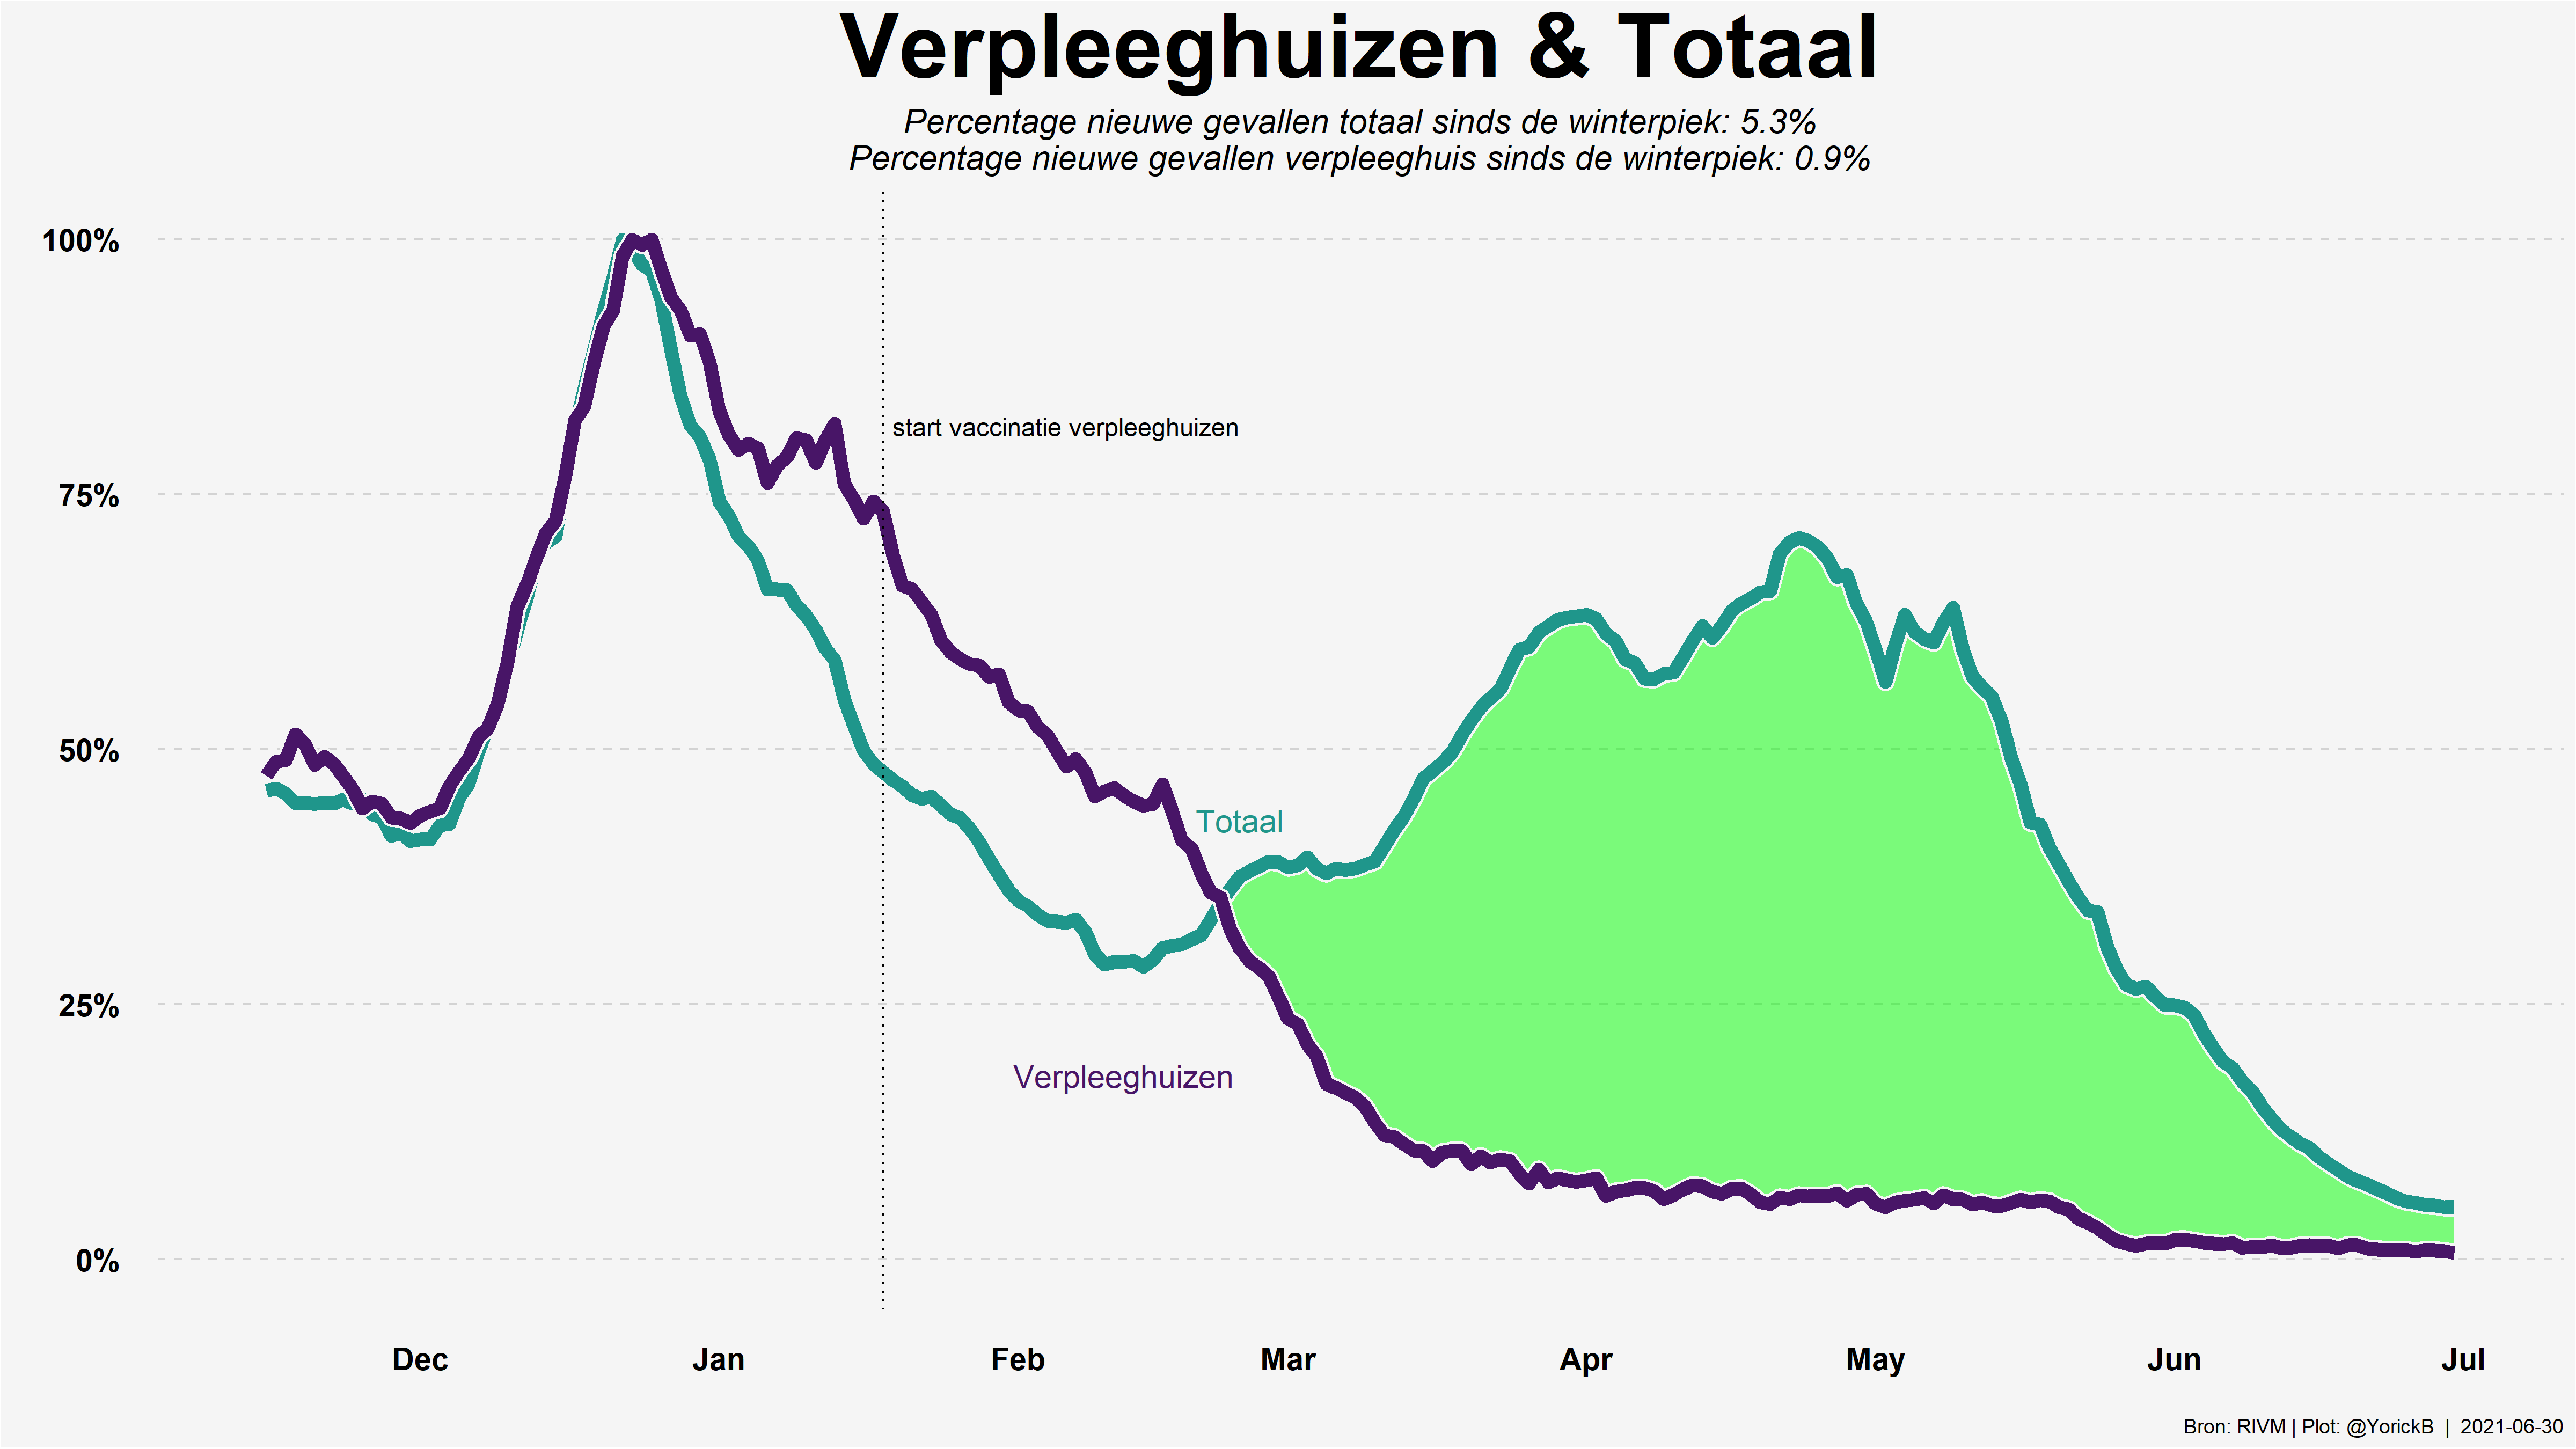 Verpleeghuizen & Totaal
Percentage nieuwe gevallen totaal sinds de winterpiek: 5.3%
Percentage nieuwe gevallen verpleeghuis sinds de winterpiek: 0.9%
100%
start vaccinatie verpleeghuizen
75%
50%
Totaal
25%
Verpleeghuizen
0%
Dec Jan Feb Mar Apr May Jun Jul
Bron: RIVM | Plot: @YorickB | 2021-06-30